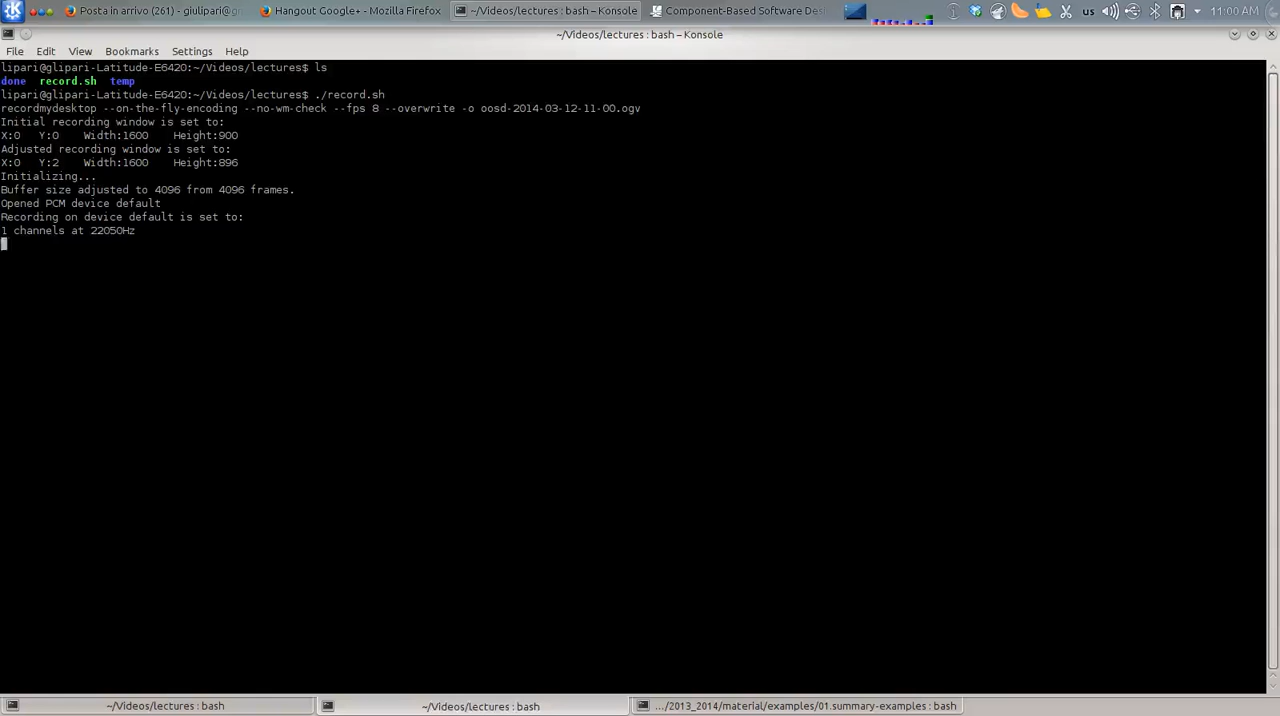 Posta in arrivo (261) - giulipari@g
Hangout Google+ - Mozilla Firefox
~/Videos/lectures : bash – Konsole
Component-Based Software Desi
us
11:00 AM
~/Videos/lectures : bash – Konsole
File Edit View Bookmarks Settings Help
lipari@glipari-Latitude-E6420:~/Videos/lectures$ ls
done record.sh temp
lipari@glipari-Latitude-E6420:~/Videos/lectures$ ./record.sh
recordmydesktop --on-the-fly-encoding --no-wm-check --fps 8 --overwrite -o oosd-2014-03-12-11-00.ogv
Initial recording window is set to:
X:0 Y:0 Width:1600 Height:900
Adjusted recording window is set to:
X:0 Y:2 Width:1600 Height:896
Initializing...
Buffer size adjusted to 4096 from 4096 frames.
Opened PCM device default
Recording on device default is set to:
1 channels at 22050Hz
~/Videos/lectures : bash
~/Videos/lectures : bash
.../2013_2014/material/examples/01.summary-examples : bash